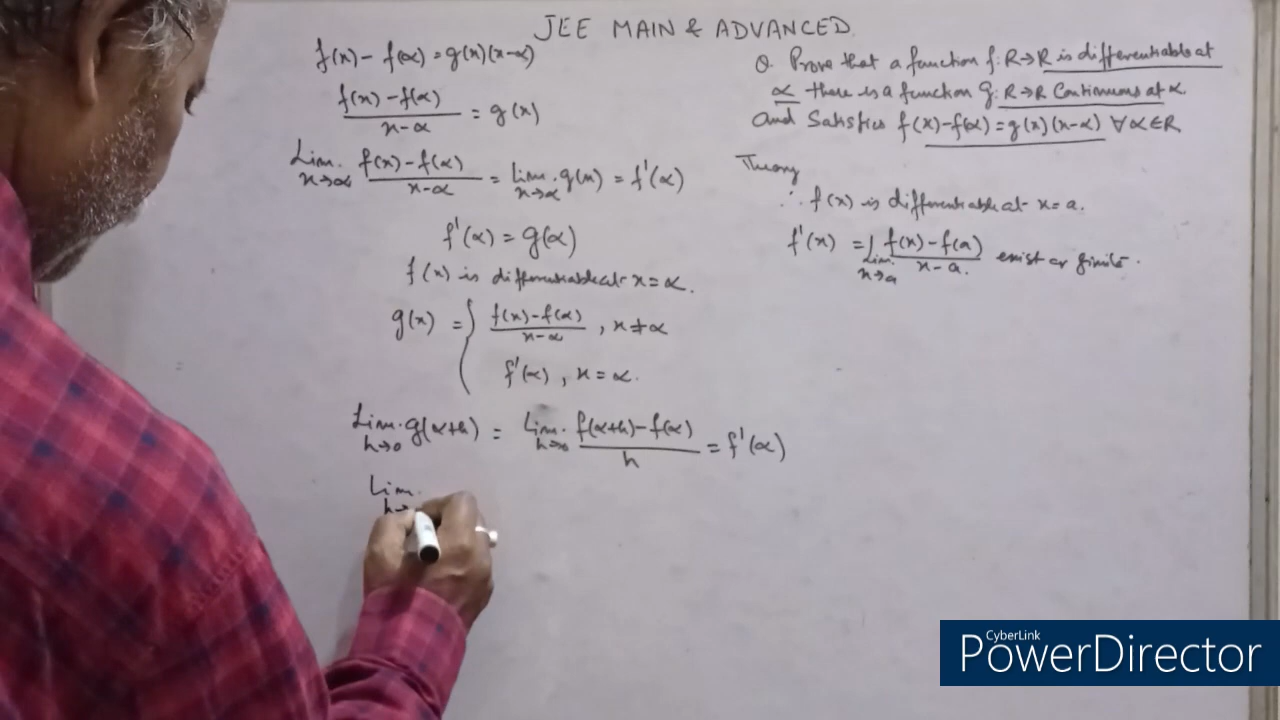 JEE MAIN & ADVANCED
f(x) - f(α) = g(x)(x-α)
f(x) - f(α) / x-α = g(x)
Lim. x→α f(x) - f(α) / x-α = lim. x→α g(x) = f'(α)
f'(α) = g(α)
f(x) is differentiable at x = α.
g(x) = { f(x) - f(α) / x-α , x ≠ α
f'(α) , x = α.
Lim. h→0 g(α+h) = Lim. h→0 f(α+h) - f(α) / h = f'(α)
Lim. h→
Q. Prove that a function f: R→R is differentiable at
α there is a function g: R→R Continuous at α.
and Satisfies f(x) - f(α) = g(x)(x-α) ∀ α ∈ R
Theory
∴ f(x) is differentiable at x = a.
f'(x) = Lim. x→a f(x) - f(a) / x-a. exist or finite.
CyberLink
PowerDirector